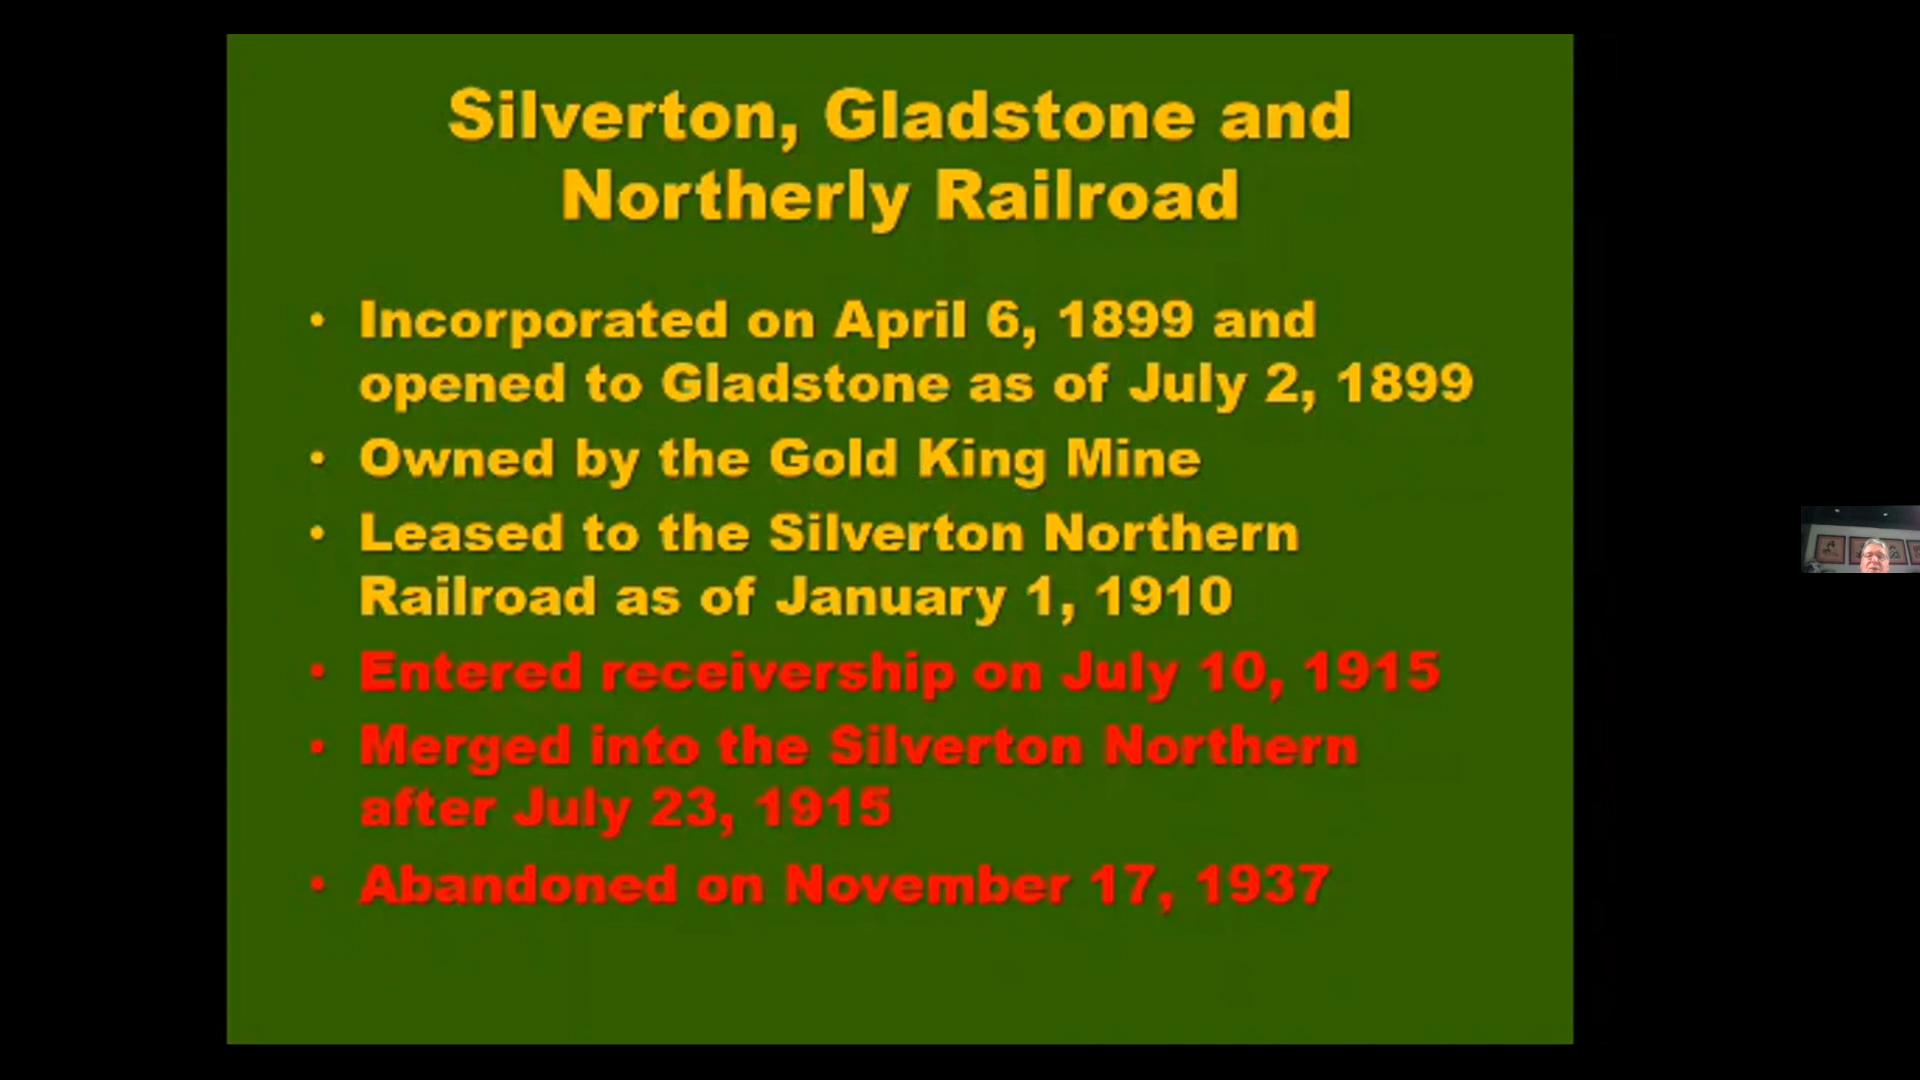 Silverton, Gladstone and
Northerly Railroad
• Incorporated on April 6, 1899 and
opened to Gladstone as of July 2, 1899
• Owned by the Gold King Mine
• Leased to the Silverton Northern
Railroad as of January 1, 1910
• Entered receivership on July 10, 1915
• Merged into the Silverton Northern
after July 23, 1915
• Abandoned on November 17, 1937